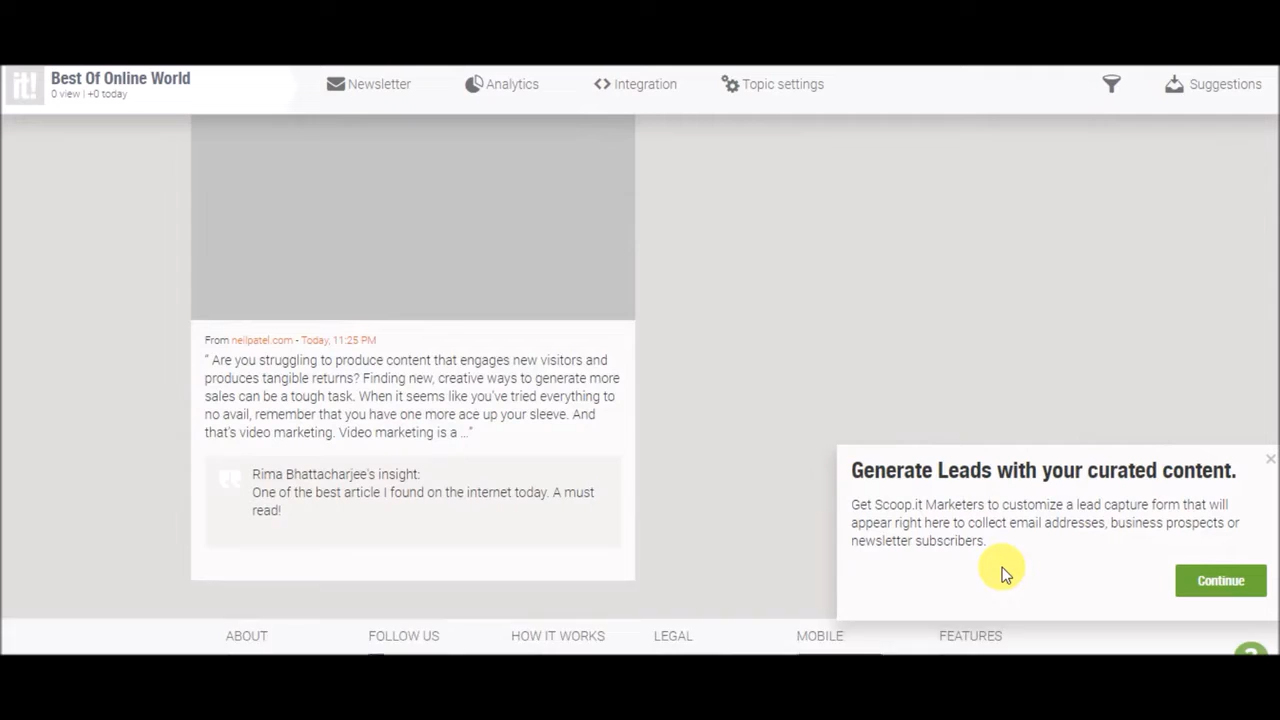 it!
Best Of Online World
0 view | +0 today
Newsletter
Analytics
Integration
Topic settings
Suggestions
From neilpatel.com - Today, 11:25 PM
“ Are you struggling to produce content that engages new visitors and
produces tangible returns? Finding new, creative ways to generate more
sales can be a tough task. When it seems like you’ve tried everything to
no avail, remember that you have one more ace up your sleeve. And
that’s video marketing. Video marketing is a ...”
Rima Bhattacharjee's insight:
One of the best article I found on the internet today. A must
read!
Generate Leads with your curated content.
Get Scoop.it Marketers to customize a lead capture form that will
appear right here to collect email addresses, business prospects or
newsletter subscribers.
Continue
ABOUT
FOLLOW US
HOW IT WORKS
LEGAL
MOBILE
FEATURES